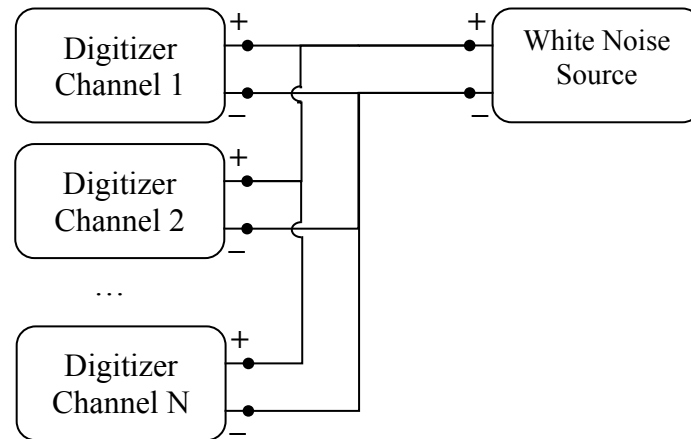 Digitizer
Channel 1
+
−
White Noise
Source
+
−
Digitizer
Channel 2
+
−
...
Digitizer
Channel N
+
−